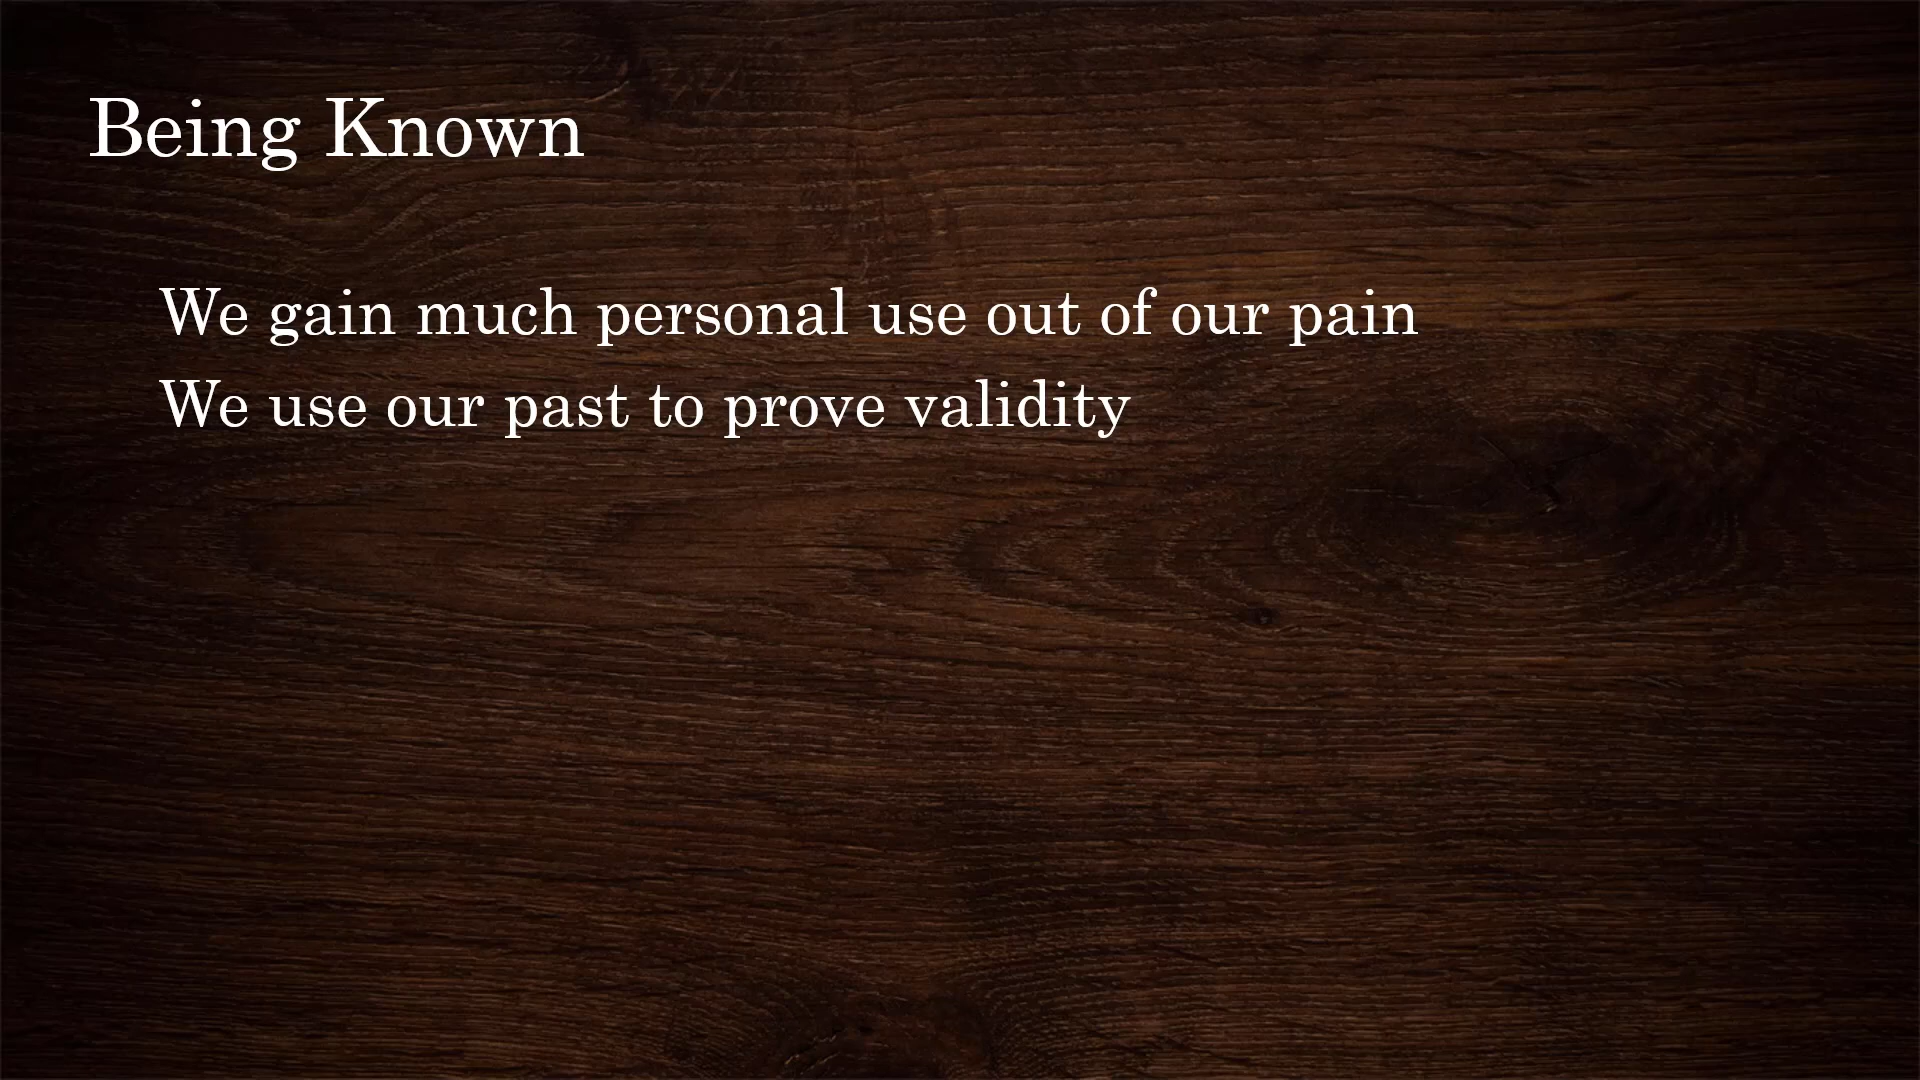 Being Known
We gain much personal use out of our pain
We use our past to prove validity